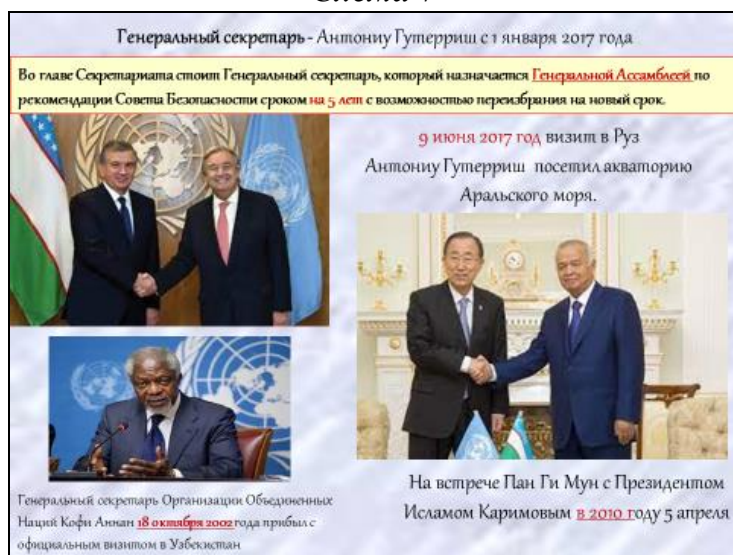 Генеральный секретарь - Антониу Гутерриш с 1 января 2017 года
Во главе Секретариата стоит Генеральный секретарь, который назначается Генеральной Ассамблеей по
рекомендации Совета Безопасности сроком на 5 лет с возможностью переизбрания на новый срок.
9 июня 2017 год визит в Руз
Антониу Гутерриш посетил акваторию
Аральского моря.
На встрече Пан Ги Мун с Президентом
Исламом Каримовым в 2010 году 5 апреля
Генеральный секретарь Организации Объединенных
Наций Кофи Аннан 18 октября 2002 года прибыл с
официальным визитом в Узбекистан